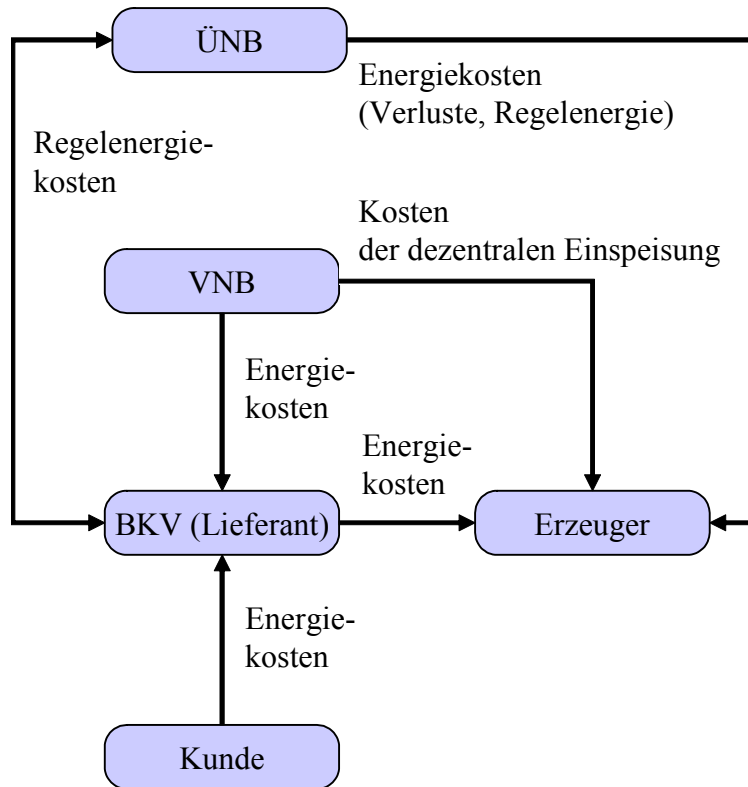 ÜNB
Energiekosten
(Verluste, Regelenergie)
Regelenergie-
kosten
Kosten
der dezentralen Einspeisung
VNB
Energie-
kosten
Energie-
kosten
BKV (Lieferant)
Erzeuger
Energie-
kosten
Kunde